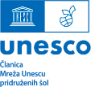 unesco
Članica
Mreža Unescu
pridruženih šol